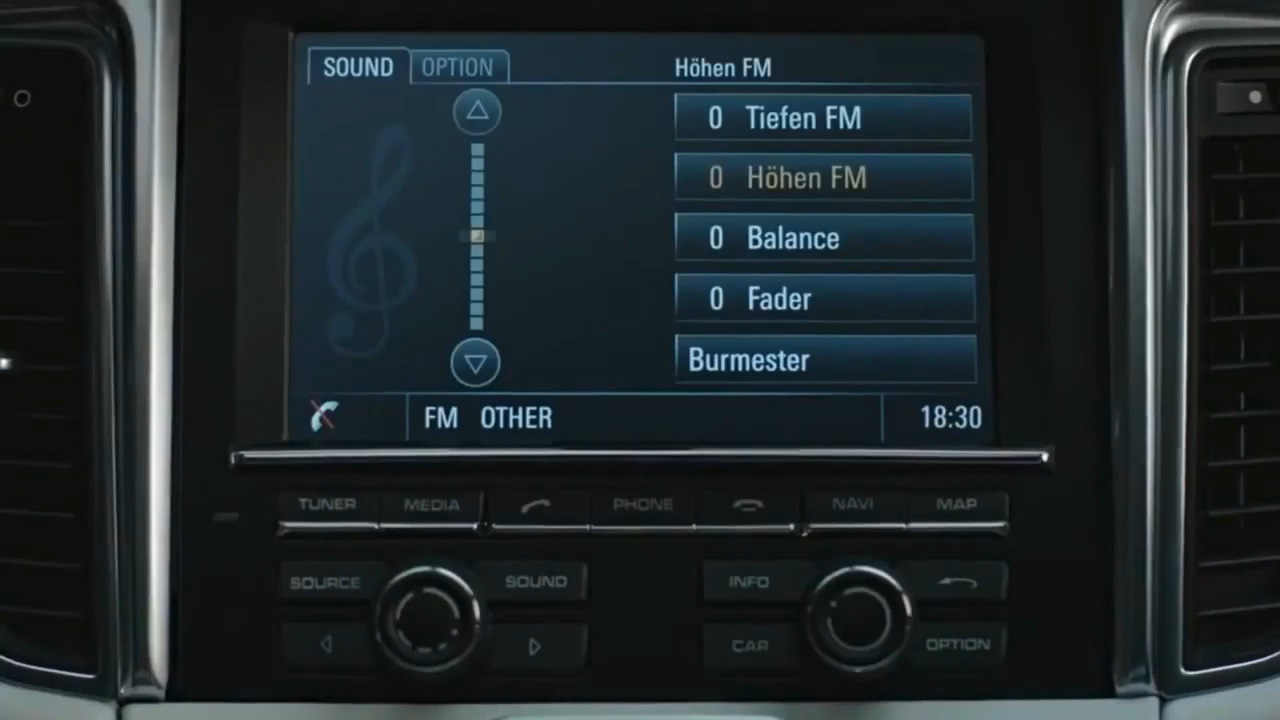 SOUND OPTION Höhen FM
0 Tiefen FM
0 Höhen FM
0 Balance
0 Fader
Burmester
FM OTHER 18:30
TUNER MEDIA PHONE NAVI MAP
SOURCE SOUND INFO
CAR OPTION